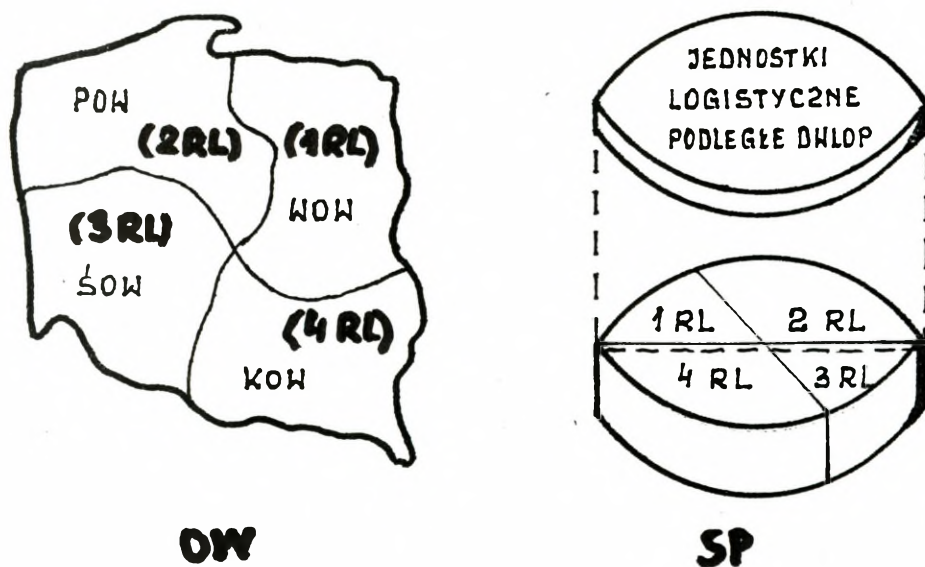 POW
(2RL)
(1RL)
WOW
(3RL)
ŚOW
(4RL)
KOW
OW
JEDNOSTKI
LOGISTYCZNE
PODLEGŁE DWLOP
1 RL
2 RL
4 RL
3 RL
SP